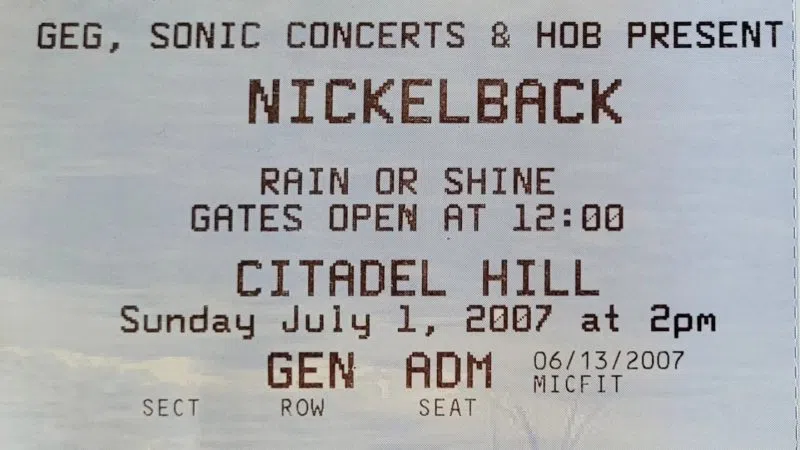 GEG, SONIC CONCERTS & HOB PRESENT
NICKELBACK
RAIN OR SHINE
GATES OPEN AT 12:00
CITADEL HILL
Sunday July 1, 2007 at 2pm
GEN ADM
06/13/2007
MICFIT
SECT ROW SEAT